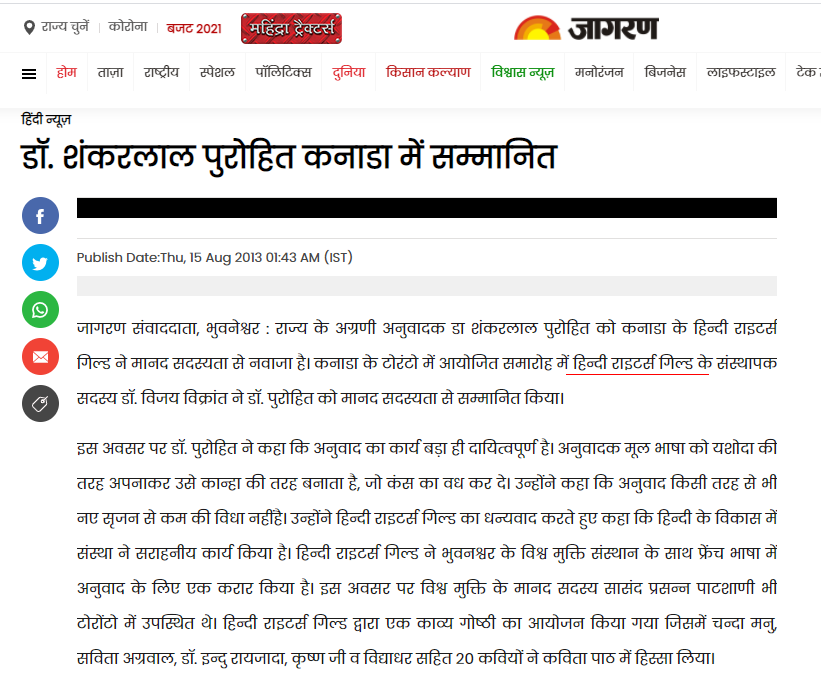 राज्य चुनें | कोरोना | बजट 2021 महिंद्रा ट्रैक्टर्स जागरण
होम ताज़ा राष्ट्रीय स्पेशल पॉलिटिक्स दुनिया किसान कल्याण विश्वास न्यूज़ मनोरंजन बिजनेस लाइफस्टाइल टेक
हिंदी न्यूज़
डॉ. शंकरलाल पुरोहित कनाडा में सम्मानित
Publish Date:Thu, 15 Aug 2013 01:43 AM (IST)
जागरण संवाददाता, भुवनेश्वर : राज्य के अग्रणी अनुवादक डा शंकरलाल पुरोहित को कनाडा के हिन्दी राइटर्स
गिल्ड ने मानद सदस्यता से नवाजा है। कनाडा के टोरंटो में आयोजित समारोह में हिन्दी राइटर्स गिल्ड के संस्थापक
सदस्य डॉ. विजय विक्रांत ने डॉ. पुरोहित को मानद सदस्यता से सम्मानित किया।
इस अवसर पर डॉ. पुरोहित ने कहा कि अनुवाद का कार्य बड़ा ही दायित्वपूर्ण है। अनुवादक मूल भाषा को यशोदा की
तरह अपनाकर उसे कान्हा की तरह बनाता है, जो कंस का वध कर दे। उन्होंने कहा कि अनुवाद किसी तरह से भी
नए सृजन से कम की विधा नहींहै। उन्होंने हिन्दी राइटर्स गिल्ड का धन्यवाद करते हुए कहा कि हिन्दी के विकास में
संस्था ने सराहनीय कार्य किया है। हिन्दी राइटर्स गिल्ड ने भुवनश्वर के विश्व मुक्ति संस्थान के साथ फ्रेंच भाषा में
अनुवाद के लिए एक करार किया है। इस अवसर पर विश्व मुक्ति के मानद सदस्य सासंद प्रसन्न पाटशाणी भी
टोरोंटो में उपस्थित थे। हिन्दी राइटर्स गिल्ड द्वारा एक काव्य गोष्ठी का आयोजन किया गया जिसमें चन्दा मनु,
सविता अग्रवाल, डॉ. इन्दु रायजादा, कृष्ण जी व विद्याधर सहित 20 कवियों ने कविता पाठ में हिस्सा लिया।